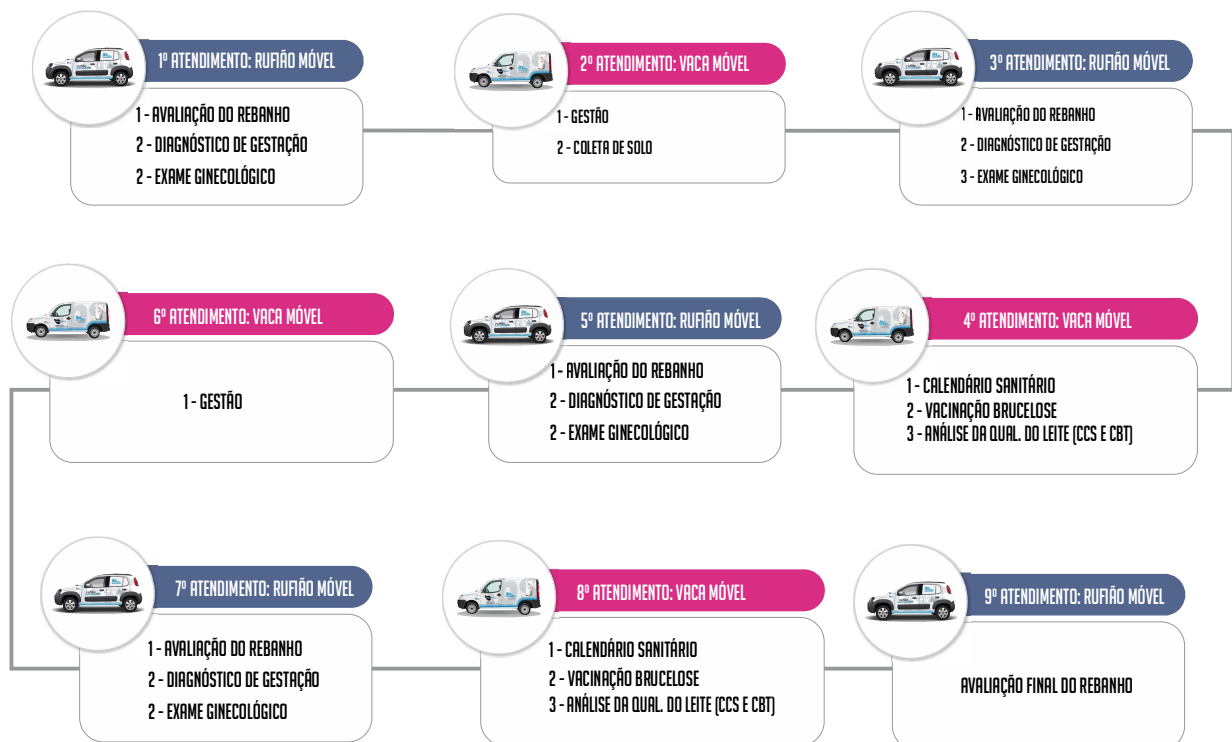 1º ATENDIMENTO: RUFIÃO MÓVEL
1 - AVALIAÇÃO DO REBANHO
2 - DIAGNÓSTICO DE GESTAÇÃO
2 - EXAME GINECOLÓGICO
2º ATENDIMENTO: VACA MÓVEL
1 - GESTÃO
2 - COLETA DE SOLO
3º ATENDIMENTO: RUFIÃO MÓVEL
1 - AVALIAÇÃO DO REBANHO
2 - DIAGNÓSTICO DE GESTAÇÃO
3 - EXAME GINECOLÓGICO
4º ATENDIMENTO: VACA MÓVEL
1 - CALENDÁRIO SANITÁRIO
2 - VACINAÇÃO BRUCELOSE
3 - ANÁLISE DA QUAL. DO LEITE (CCS E CBT)
5º ATENDIMENTO: RUFIÃO MÓVEL
1 - AVALIAÇÃO DO REBANHO
2 - DIAGNÓSTICO DE GESTAÇÃO
2 - EXAME GINECOLÓGICO
6º ATENDIMENTO: VACA MÓVEL
1 - GESTÃO
7º ATENDIMENTO: RUFIÃO MÓVEL
1 - AVALIAÇÃO DO REBANHO
2 - DIAGNÓSTICO DE GESTAÇÃO
2 - EXAME GINECOLÓGICO
8º ATENDIMENTO: VACA MÓVEL
1 - CALENDÁRIO SANITÁRIO
2 - VACINAÇÃO BRUCELOSE
3 - ANÁLISE DA QUAL. DO LEITE (CCS E CBT)
9º ATENDIMENTO: RUFIÃO MÓVEL
AVALIAÇÃO FINAL DO REBANHO